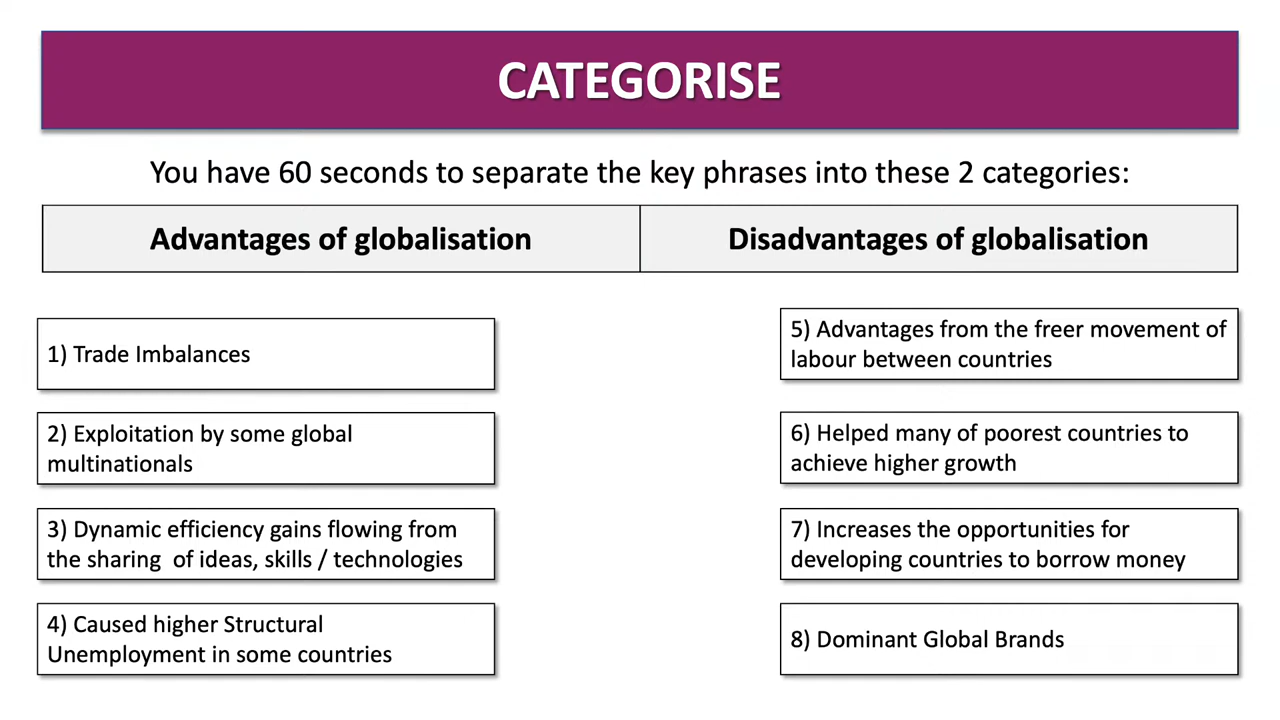 CATEGORISE
You have 60 seconds to separate the key phrases into these 2 categories:
Advantages of globalisation
Disadvantages of globalisation
1) Trade Imbalances
2) Exploitation by some global
multinationals
3) Dynamic efficiency gains flowing from
the sharing  of ideas, skills / technologies
4) Caused higher Structural
Unemployment in some countries
5) Advantages from the freer movement of
labour between countries
6) Helped many of poorest countries to
achieve higher growth
7) Increases the opportunities for
developing countries to borrow money
8) Dominant Global Brands